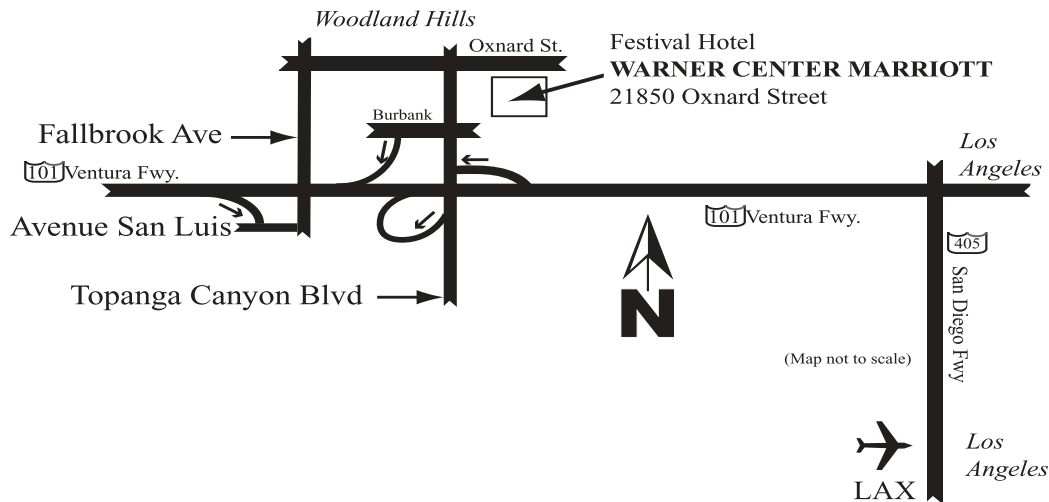 Woodland Hills
Oxnard St.
Festival Hotel
WARNER CENTER MARRIOTT
21850 Oxnard Street
Burbank
Fallbrook Ave
Los
Angeles
101 Ventura Fwy.
Avenue San Luis
101 Ventura Fwy.
405
San Diego Fwy
Topanga Canyon Blvd
N
(Map not to scale)
Los
Angeles
LAX